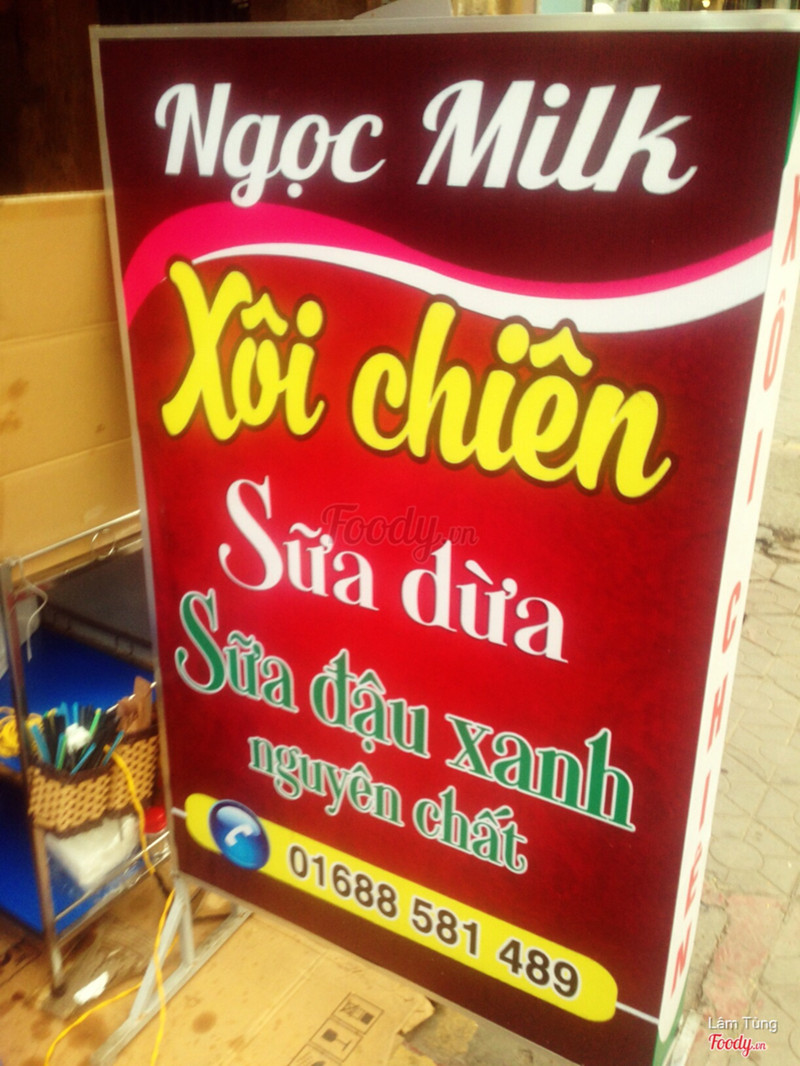 Ngọc Milk
Xôi chiên
Foody.vn
Sữa dừa
Sữa đậu xanh
nguyên chất
01688 581 489
XÔI CHIÊN
Lâm Tùng
Foody.vn